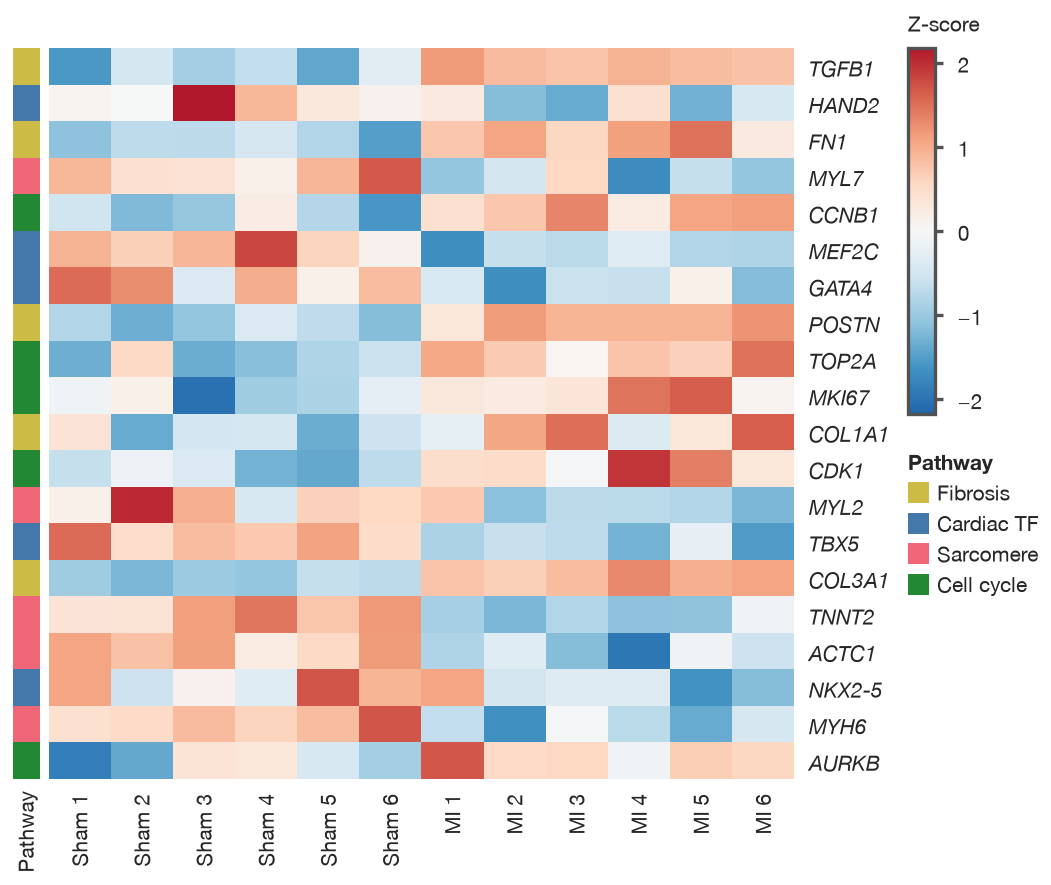 Z-score
2
1
0
−1
−2
TGFB1
HAND2
FN1
MYL7
CCNB1
MEF2C
GATA4
POSTN
TOP2A
MKI67
COL1A1
CDK1
MYL2
TBX5
COL3A1
TNNT2
ACTC1
NKX2-5
MYH6
AURKB
Pathway
Fibrosis
Cardiac TF
Sarcomere
Cell cycle
Pathway
Sham 1
Sham 2
Sham 3
Sham 4
Sham 5
Sham 6
MI 1
MI 2
MI 3
MI 4
MI 5
MI 6